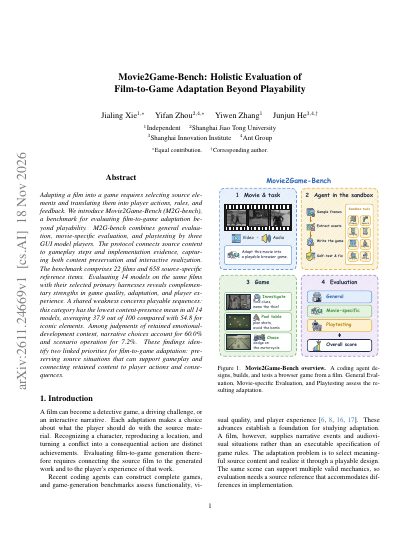 Movie2Game-Bench: Holistic Evaluation of
Film-to-Game Adaptation Beyond Playability
Jialing Xie1,* Yifan Zhou2,4,* Yiwen Zhang1 Junjun He3,4,†
1Independent 2Shanghai Jiao Tong University
3Shanghai Innovation Institute 4Ant Group
*Equal contribution. †Corresponding author.
arXiv:2611.24669v1 [cs.AI] 18 Nov 2026
Abstract
Adapting a film into a game requires selecting source ele-
ments and translating them into player actions, rules, and
feedback. We introduce Movie2Game-Bench (M2G-bench),
a benchmark for evaluating film-to-game adaptation be-
yond playability. M2G-bench combines general evalua-
tion, movie-specific evaluation, and playtesting by three
GUI model players. The protocol connects source content
to gameplay steps and implementation evidence, captur-
ing both content preservation and interactive realization.
The benchmark comprises 22 films and 658 source-specific
reference items. Evaluating 14 models on the same films
with their selected primary harnesses reveals complemen-
tary strengths in game quality, adaptation, and player ex-
perience. A shared weakness concerns playable sequences:
this category has the lowest content-presence mean in all 14
models, averaging 37.9 out of 100 compared with 54.8 for
iconic elements. Among judgments of retained emotional-
development content, narrative choices account for 60.0%
and scenario operation for 7.2%. These findings iden-
tify two linked properties for film-to-game adaptation: pre-
serving source situations that can support gameplay and
connecting retained content to player actions and conse-
quences.
1. Introduction
A film can become a detective game, a driving challenge, or
an interactive narrative. Each adaptation makes a choice
about what the player should do with the source mate-
rial. Recognizing a character, reproducing a location, and
turning a conflict into a consequential action are distinct
achievements. Evaluating film-to-game generation there-
fore requires connecting the source film to the generated
work and to the player's experience of that work.
Recent coding agents can construct complete games,
and game-generation benchmarks assess functionality, vi-
Movie2Game-Bench
1 Movie & task
Video
Audio
Adapt this movie into
a playable browser game
2 Agent in the sandbox
Sample frames
Extract assets
Write the game
Self-test & fix
3 Game
Investigate
Pool table
Chase
4 Evaluation
General
Movie-specific
Playtesting
Overall score
Figure 1. Movie2Game-Bench overview. A coding agent de-
signs, builds, and tests a browser game from a film. General Eval-
uation, Movie-specific Evaluation, and Playtesting assess the re-
sulting adaptation.
sual quality, and player experience [6, 8, 16, 17]. These
advances establish a foundation for studying adaptation.
A film, however, supplies narrative events and audiovi-
sual situations rather than an executable specification of
game rules. The adaptation problem is to select meaning-
ful source content and realize it through a playable design.
The same scene can support multiple valid mechanics, so
evaluation needs a source reference that accommodates dif-
ferences in implementation.
1